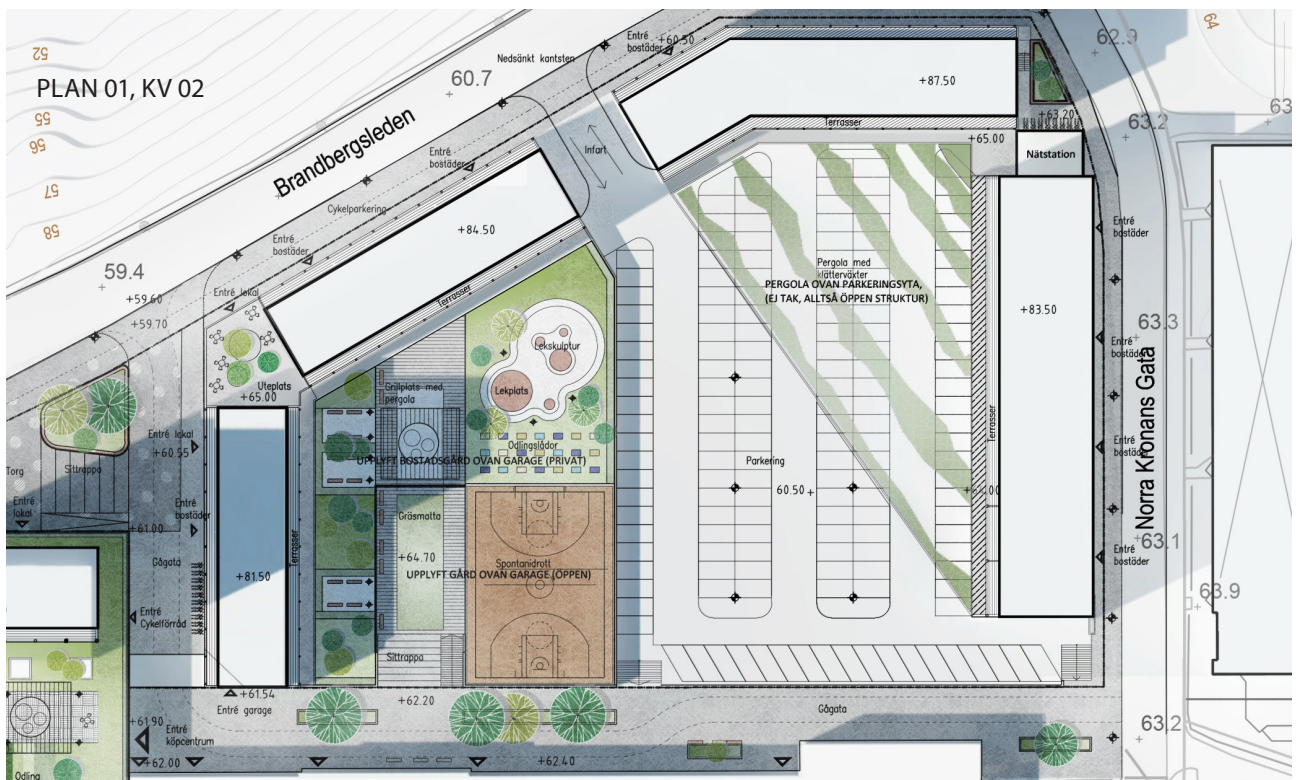 52
PLAN 01, KV 02
55
56
57
58
Brandbergsleden
60.7
59.4
+59.60
+59.70
Nedsänkt kantsten
Entré
bostäder
+60.50
+87.50
Terrasser
+63.20
+65.00
Nätstation
62.9
64
63.2
Infart
Entré
bostäder
Cykelparkering
Entré
bostäder
+84.50
Terrasser
Entré lokal
Uteplats
+65.00
Lekskulptur
Lekplats
Grillplats med
pergola
Odlingslådor
UPPLYFT BOSTADSGÅRD OVAN GARAGE (PRIVAT)
Pergola med
klätterväxter
PERGOLA OVAN PARKERINGSYTA,
(EJ TAK, ALLTSÅ ÖPPEN STRUKTUR)
+83.50
Terrasser
Entré
bostäder
63.3
Entré
bostäder
Entré
bostäder
Entré
bostäder
Norra Kronans Gata
63.1
63.9
63.2
Parkering
60.50+
Entré lokal
+60.55
Torg
Sittrappa
Entré
lokal
Entré
bostäder
+61.00
Gågata
+81.50
Terrasser
Gräsmatta
+64.70
Spontanidrott
UPPLYFT GÅRD OVAN GARAGE (ÖPPEN)
Entré
Cykelförråd
Sittrappa
+61.54
Entré garage
+62.20
Gågata
+61.90
Entré
köpcentrum
+62.00
+62.40
Odling